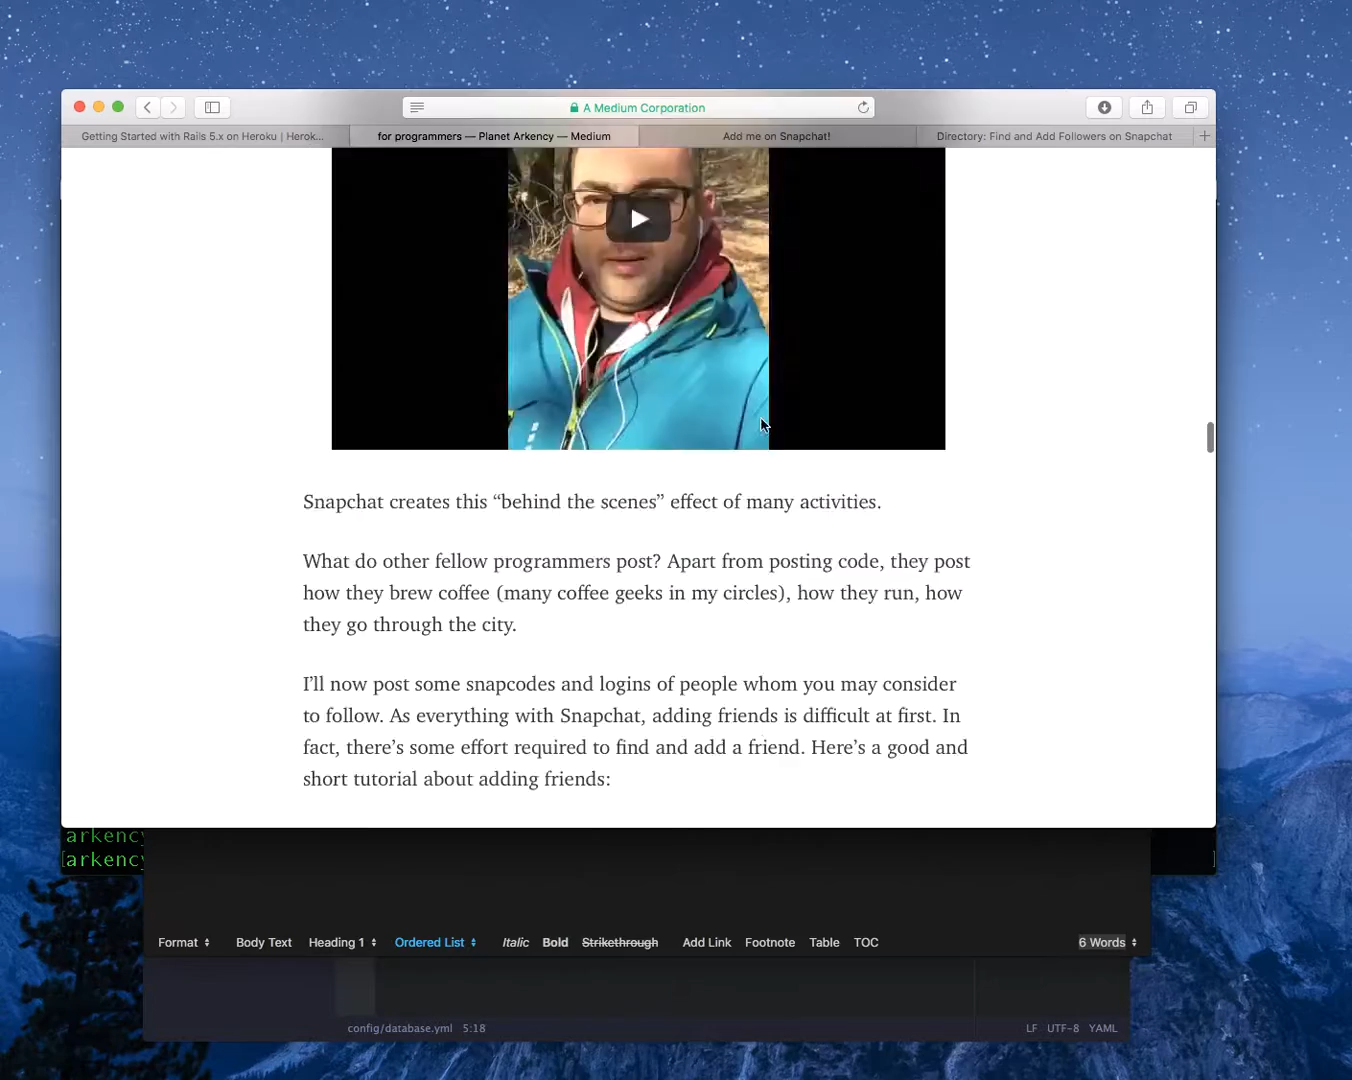 A Medium Corporation
Getting Started with Rails 5.x on Heroku | Herok...
for programmers — Planet Arkency — Medium
Add me on Snapchat!
Directory: Find and Add Followers on Snapchat
Snapchat creates this “behind the scenes” effect of many activities.
What do other fellow programmers post? Apart from posting code, they post
how they brew coffee (many coffee geeks in my circles), how they run, how
they go through the city.
I’ll now post some snapcodes and logins of people whom you may consider
to follow. As everything with Snapchat, adding friends is difficult at first. In
fact, there’s some effort required to find and add a friend. Here’s a good and
short tutorial about adding friends:
arkency
[arkency
Format Body Text Heading 1 Ordered List Italic Bold Strikethrough Add Link Footnote Table TOC 6 Words
config/database.yml 5:18 LF UTF-8 YAML